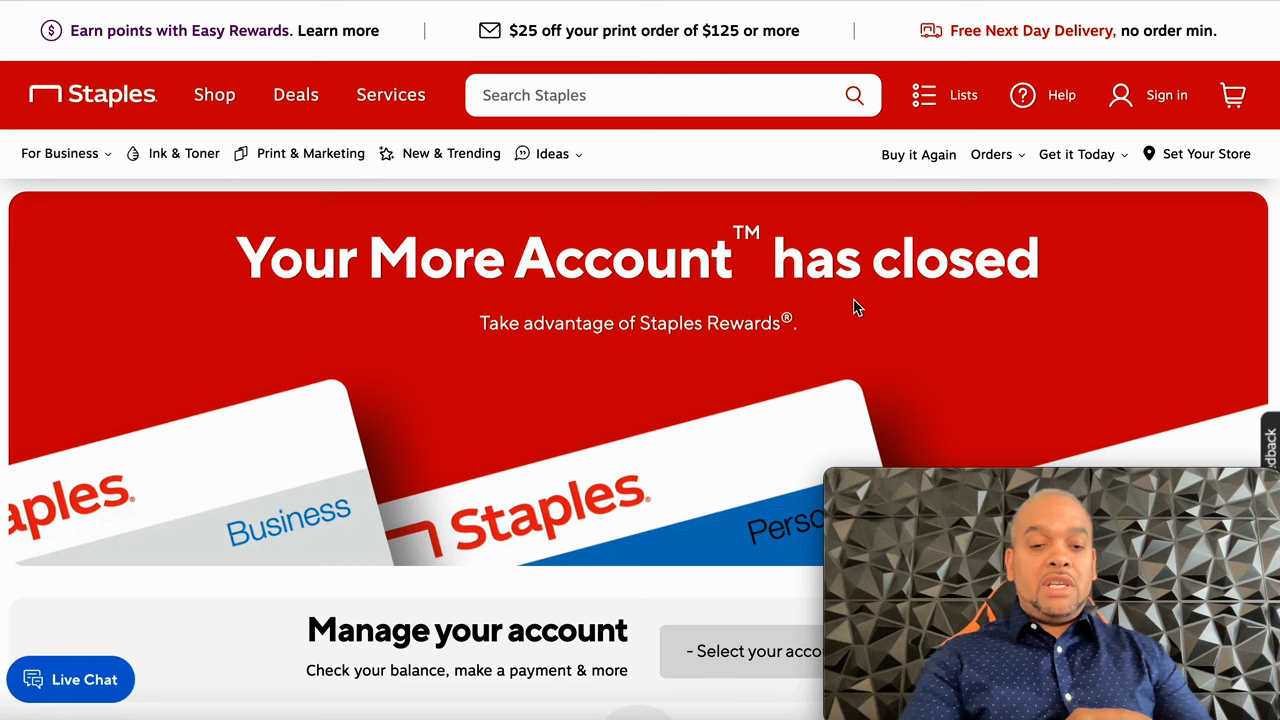 Earn points with Easy Rewards. Learn more
$25 off your print order of $125 or more
Free Next Day Delivery, no order min.
Staples
Shop
Deals
Services
Search Staples
Lists
Help
Sign in
For Business
Ink & Toner
Print & Marketing
New & Trending
Ideas
Buy it Again
Orders
Get it Today
Set Your Store
Your More Account™ has closed
Take advantage of Staples Rewards®.
aples®
Business
Staples®
Perso
dback
Manage your account
Check your balance, make a payment & more
- Select your acco
Live Chat